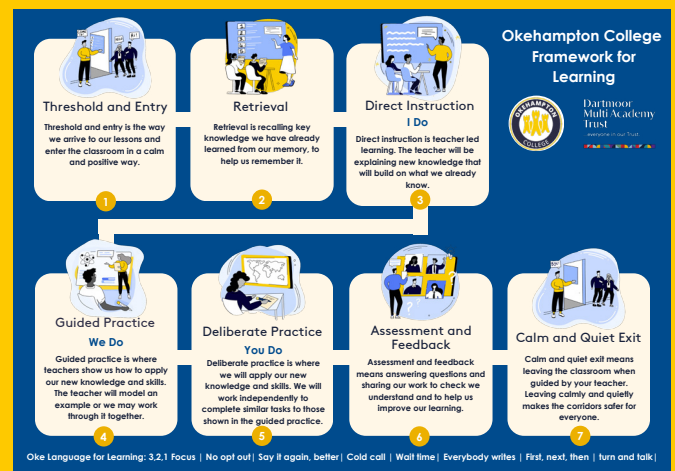 Okehampton College
Framework for
Learning
OKEHAMPTON
COLLEGE
Dartmoor
Multi Academy
Trust
...everyone in our Trust.
Threshold and Entry
Threshold and entry is the way
we arrive to our lessons and
enter the classroom in a calm
and positive way.
1
Retrieval
Retrieval is recalling key
knowledge we have already
learned from our memory, to
help us remember it.
2
Direct Instruction
I Do
Direct instruction is teacher led
learning. The teacher will be
explaining new knowledge that
will build on what we already
know.
3
Guided Practice
We Do
Guided practice is where
teachers show us how to apply
our new knowledge and skills.
The teacher will model an
example or we may work
through it together.
4
Deliberate Practice
You Do
Deliberate practice is where
we will apply our new
knowledge and skills. We will
work independently to
complete similar tasks to those
shown in the guided practice.
5
Assessment and
Feedback
Assessment and feedback
means answering questions and
sharing our work to check we
understand and to help us
improve our learning.
6
Calm and Quiet Exit
Calm and quiet exit means
leaving the classroom when
guided by your teacher.
Leaving calmly and quietly
makes the corridors safer for
everyone.
7
Oke Language for Learning: 3,2,1 Focus | No opt out| Say it again, better| Cold call | Wait time| Everybody writes | First, next, then | turn and talk|